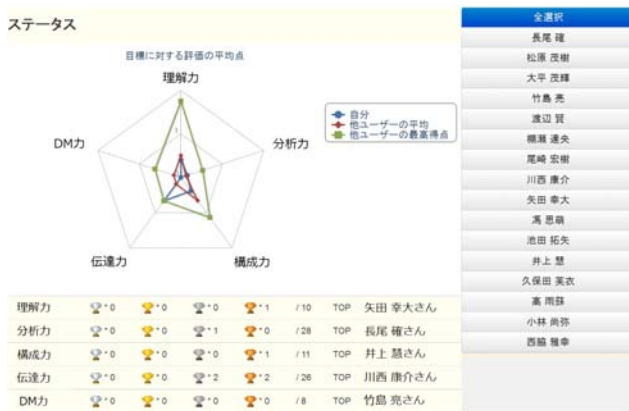 ステータス
目標に対する評価の平均点
理解力
分析力
構成力
伝達力
DM力
1
自分
他ユーザーの平均
他ユーザーの最高得点
理解力 * 0 * 0 * 0 * 1 / 10 TOP 矢田 幸大さん
分析力 * 0 * 0 * 1 * 0 / 28 TOP 長尾 確さん
構成力 * 0 * 0 * 0 * 1 / 11 TOP 井上 慧さん
伝達力 * 0 * 0 * 2 * 2 / 26 TOP 川西 康介さん
DM力 * 0 * 0 * 0 * 0 / 8 TOP 竹島 亮さん
全選択
長尾 確
松原 茂樹
大平 茂輝
竹島 亮
渡辺 賢
棚瀬 達央
尾崎 宏樹
川西 康介
矢田 幸大
馮 思萌
池田 拓矢
井上 慧
久保田 芙衣
高 雨
小林 尚弥
西脇 雅幸